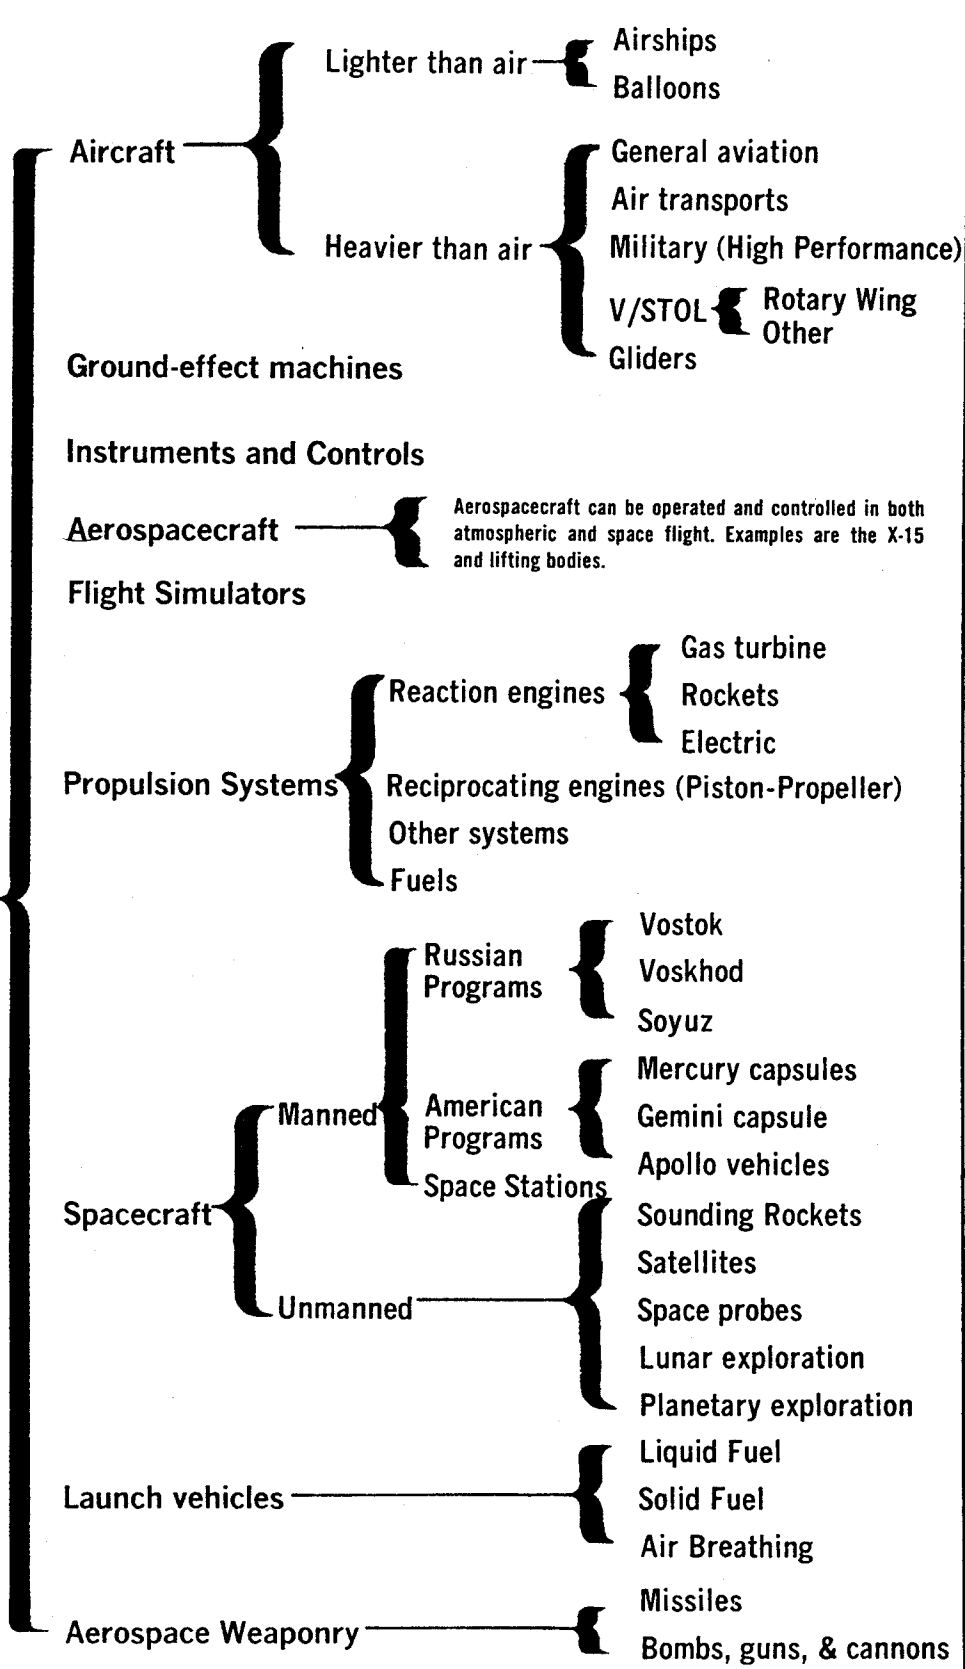 Airships
Lighter than air
Balloons
Aircraft
General aviation
Air transports
Heavier than air
Military (High Performance)
V/STOL
Rotary Wing
Other
Gliders
Ground-effect machines
Instruments and Controls
Aerospacecraft
Aerospacecraft can be operated and controlled in both
atmospheric and space flight. Examples are the X-15
and lifting bodies.
Flight Simulators
Gas turbine
Reaction engines
Rockets
Electric
Propulsion Systems
Reciprocating engines (Piston-Propeller)
Other systems
Fuels
Vostok
Russian
Programs
Voskhod
Soyuz
Mercury capsules
Manned
American
Programs
Gemini capsule
Apollo vehicles
Space Stations
Spacecraft
Sounding Rockets
Satellites
Unmanned
Space probes
Lunar exploration
Planetary exploration
Liquid Fuel
Launch vehicles
Solid Fuel
Air Breathing
Missiles
Aerospace Weaponry
Bombs, guns, & cannons